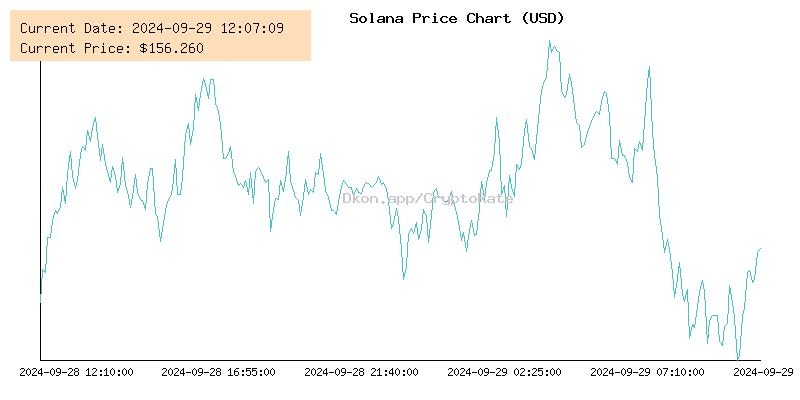 Solana Price Chart (USD)
Current Date: 2024-09-29 12:07:09
Current Price: $156.260
Dkon.app/CryptoRate
2024-09-28 12:10:00
2024-09-28 16:55:00
2024-09-28 21:40:00
2024-09-29 02:25:00
2024-09-29 07:10:00
2024-09-29